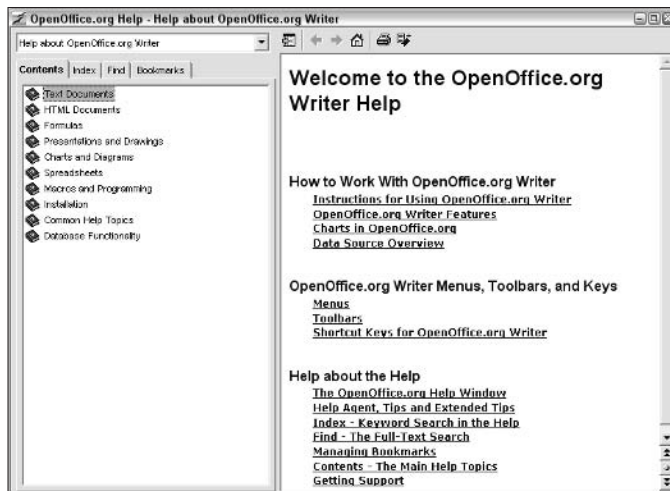 OpenOffice.org Help - Help about OpenOffice.org Writer
Help about OpenOffice.org Writer
Contents Index Find Bookmarks
Text Documents
HTML Documents
Formulas
Presentations and Drawings
Charts and Diagrams
Spreadsheets
Macros and Programming
Installation
Common Help Topics
Database Functionality
Welcome to the OpenOffice.org
Writer Help
How to Work With OpenOffice.org Writer
Instructions for Using OpenOffice.org Writer
OpenOffice.org Writer Features
Charts in OpenOffice.org
Data Source Overview
OpenOffice.org Writer Menus, Toolbars, and Keys
Menus
Toolbars
Shortcut Keys for OpenOffice.org Writer
Help about the Help
The OpenOffice.org Help Window
Help Agent, Tips and Extended Tips
Index - Keyword Search in the Help
Find - The Full-Text Search
Managing Bookmarks
Contents - The Main Help Topics
Getting Support